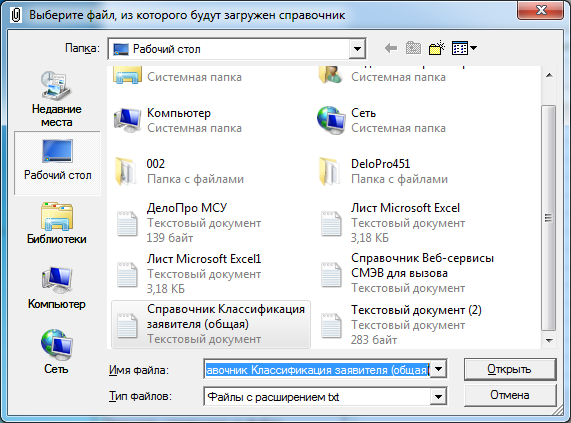 Выберите файл, из которого будут загружен справочник
Папка: Рабочий стол
Системная папка
Системная папка
Компьютер
Системная папка
Сеть
Системная папка
002
Папка с файлами
DeloPro451
Папка с файлами
ДелоПро МСУ
Текстовый документ
139 байт
Лист Microsoft Excel
Текстовый документ
3,18 КБ
Лист Microsoft Excel1
Текстовый документ
3,18 КБ
Справочник Веб-сервисы
СМЭВ для вызова
Текстовый документ
Справочник Классификация
заявителя (общая)
Текстовый документ
Текстовый документ (2)
Текстовый документ
283 байт
Недавние
места
Рабочий стол
Библиотеки
Компьютер
Сеть
Имя файла: авочник Классификация заявителя (общая)
Открыть
Тип файлов: Файлы с расширением txt
Отмена